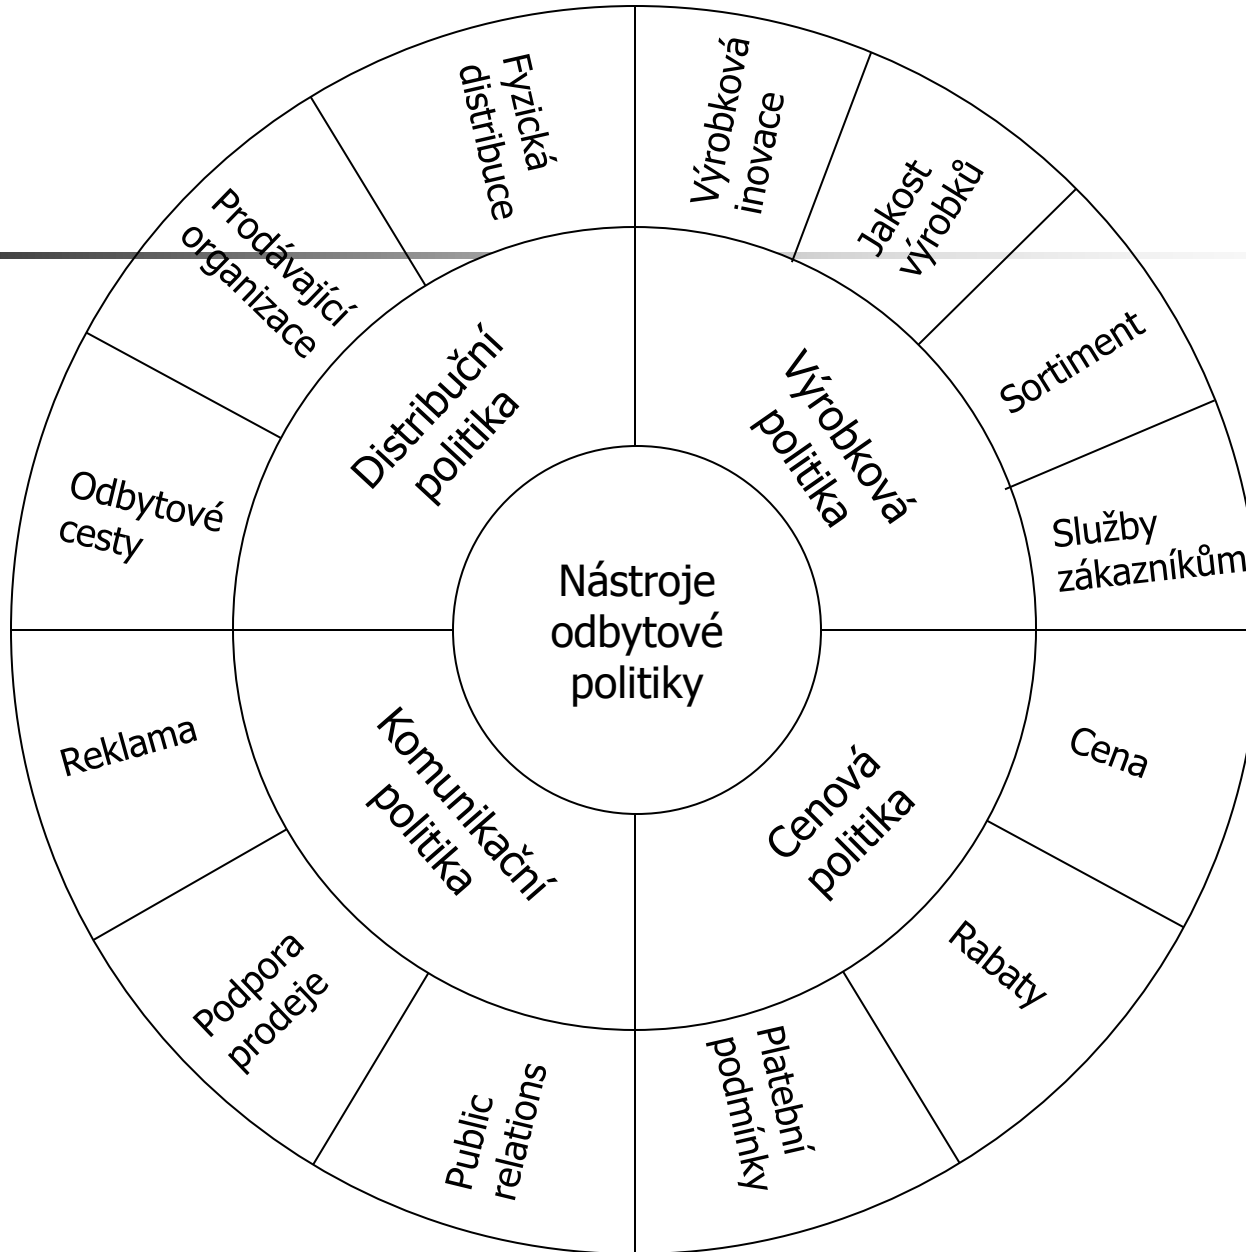 Fyzická
distribuce
Výrobková
inovace
Jakost
výrobků
Prodávající
organizace
Sortiment
Distribuční
politika
Výrobková
politika
Odbytové
cesty
Služby
zákazníkům
Nástroje
odbytové
politiky
Reklama
Komunikační
politika
Cenová
politika
Cena
Podpora
prodeje
Rabaty
Public
relations
Platební
podmínky